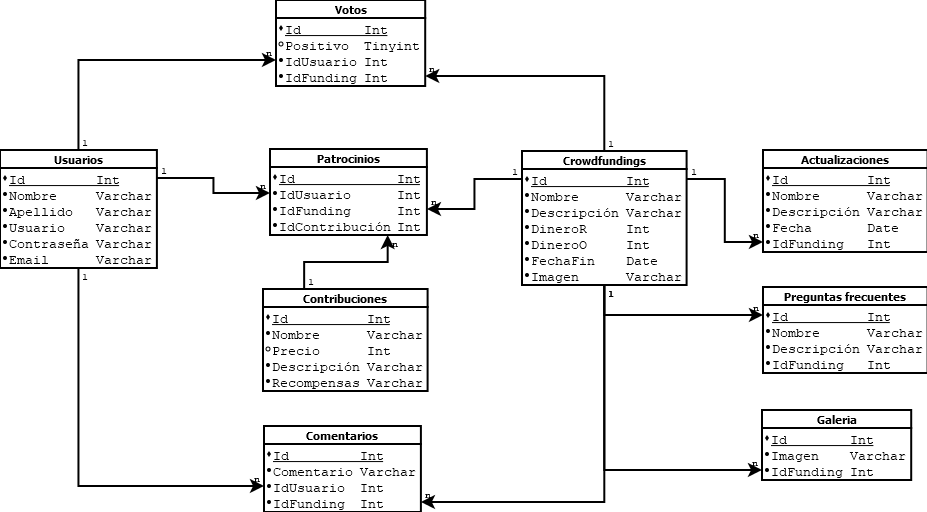 Votos
Id Int
Positivo Tinyint
IdUsuario Int
IdFunding Int
n
n
1
1
Usuarios
Id Int
Nombre Varchar
Apellido Varchar
Usuario Varchar
Contraseña Varchar
Email Varchar
1
1
Patrocinios
Id Int
IdUsuario Int
IdFunding Int
IdContribución Int
n
n
n
Crowdfundings
Id Int
Nombre Varchar
Descripción Varchar
DineroR Int
DineroO Int
FechaFin Date
Imagen Varchar
1
1
1
Actualizaciones
Id Int
Nombre Varchar
Descripción Varchar
Fecha Date
IdFunding Int
n
1
Contribuciones
Id Int
Nombre Varchar
Precio Int
Descripción Varchar
Recompensas Varchar
Preguntas frecuentes
Id Int
Nombre Varchar
Descripción Varchar
IdFunding Int
n
Comentarios
Id Int
Comentario Varchar
IdUsuario Int
IdFunding Int
n
n
Galeria
Id Int
Imagen Varchar
IdFunding Int
n